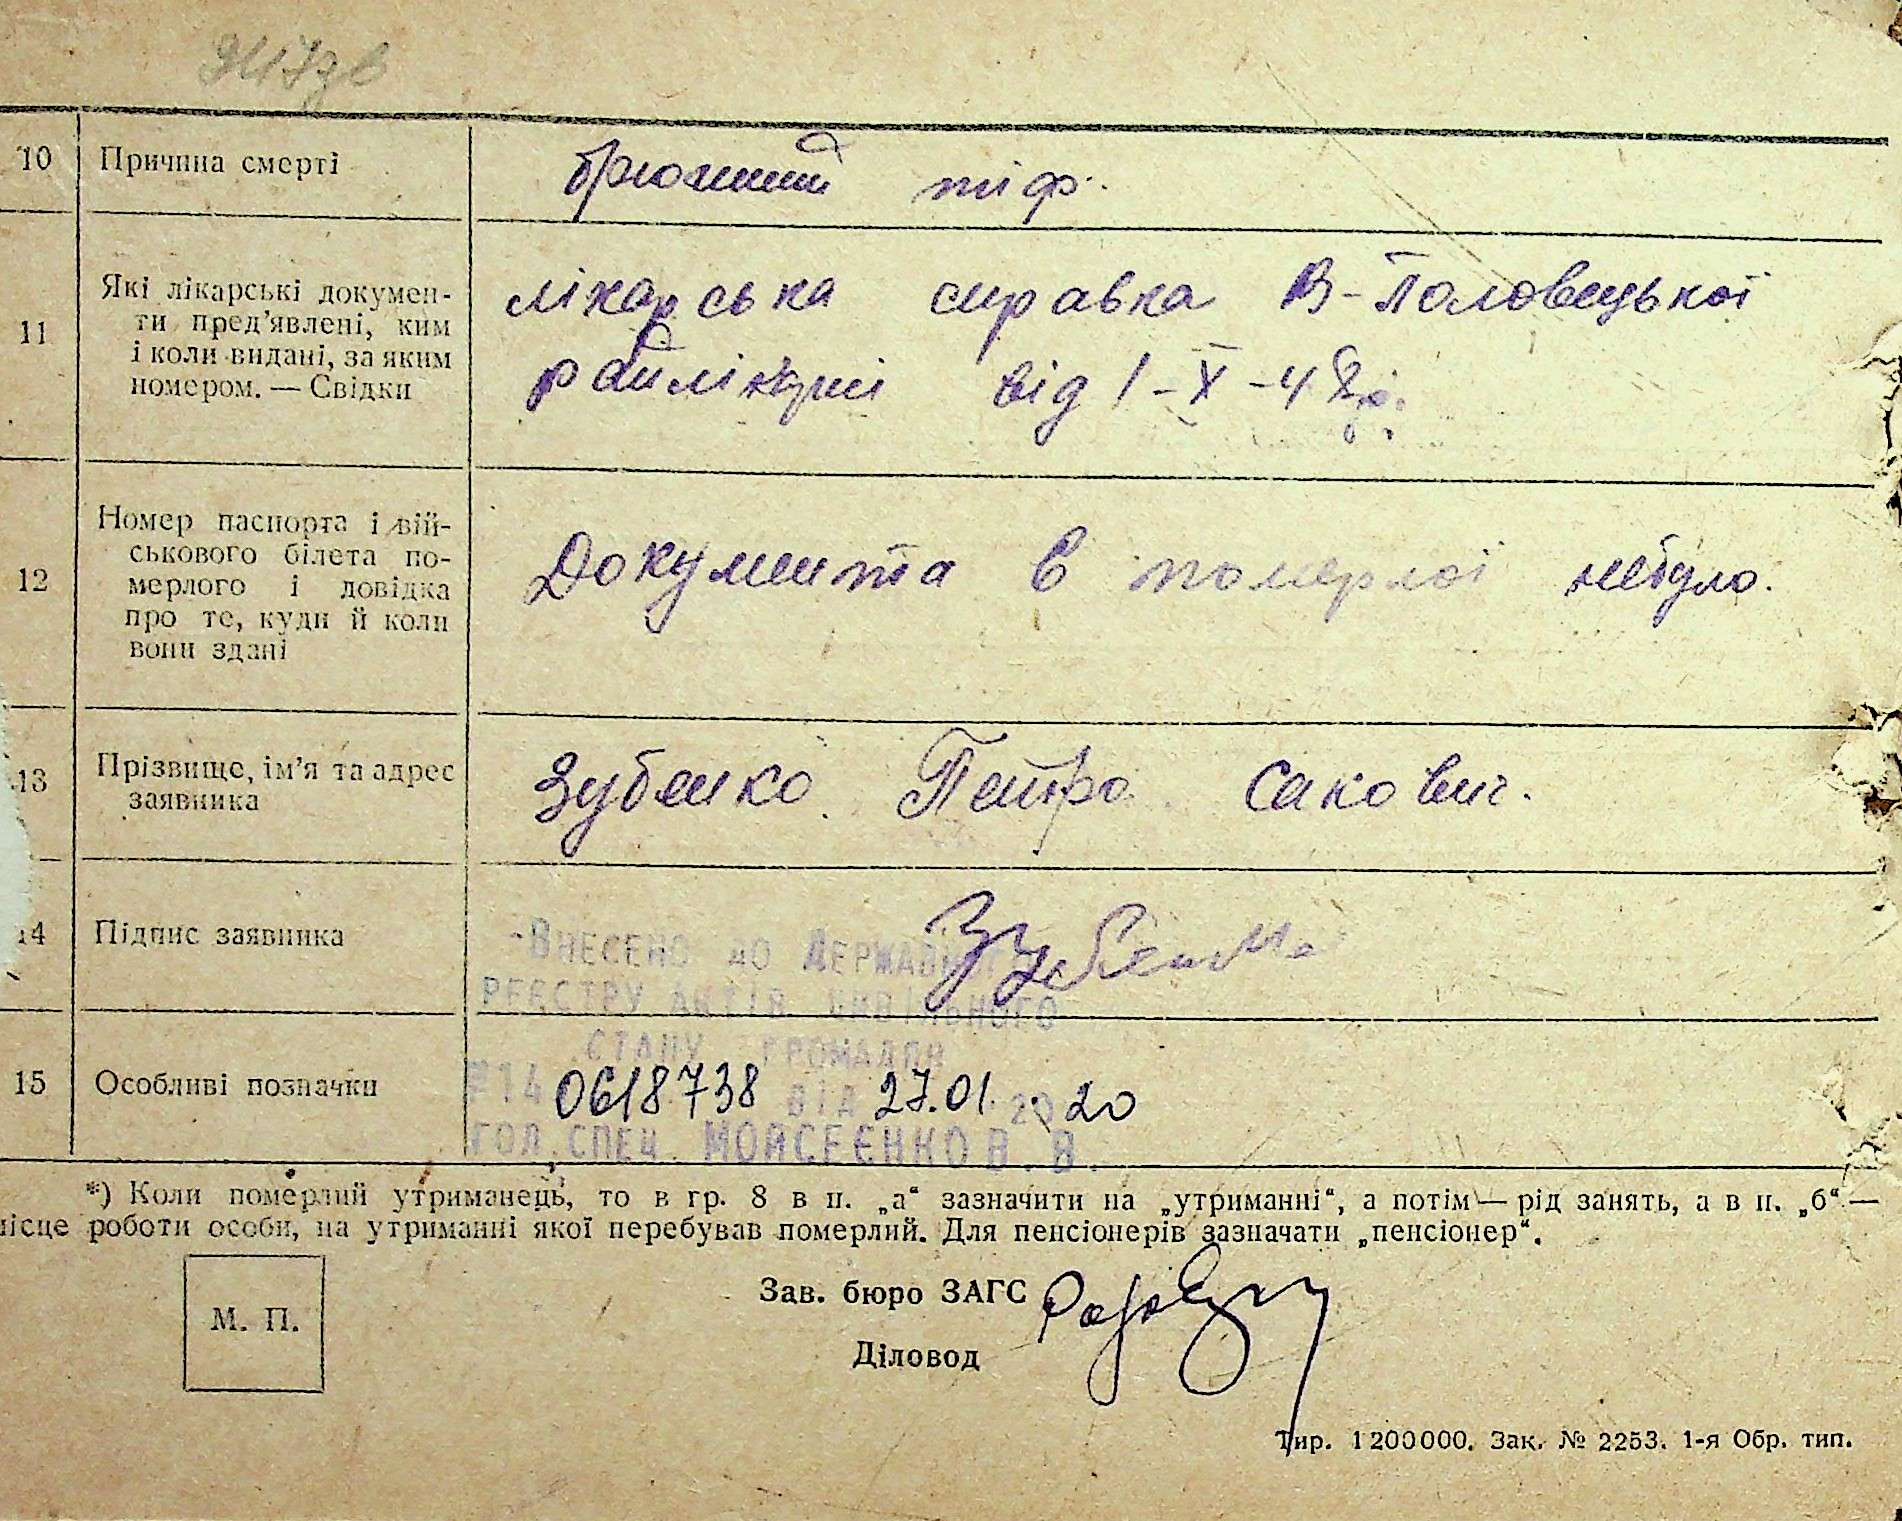 10 Причина смерті брюшний тіф.
11 Які лікарські докумен-
ти пред'явлені, ким
і коли видані, за яким
номером. — Свідки
лікарська справка В-Половецької
райлікарні від 1-X-42р.
12 Номер паспорта і вій-
ськового білета по-
мерлого і довідка
про те, куди й коли
вони здані
Документа в померлої небуло.
13 Прізвище, ім'я та адрес
заявника
Зубенко Петро Сакович.
14 Підпис заявника Зубенко
Внесено до Державного
реєстру актів цивільного
стану громадян
№14 0618738 від 27.01.2020
гол.спец. Моисеєнко В.В.
15 Особливі позначки
*) Коли померлий утриманець, то в гр. 8 в п. „а“ зазначити на „утриманні“, а потім — рід занять, а в п. „б“ —
місце роботи особи, на утриманні якої перебував померлий. Для пенсіонерів зазначати „пенсіонер“.
М. П.
Зав. бюро ЗАГС
Діловод
Тир. 1200000. Зак. № 2253. 1-я Обр. тип.